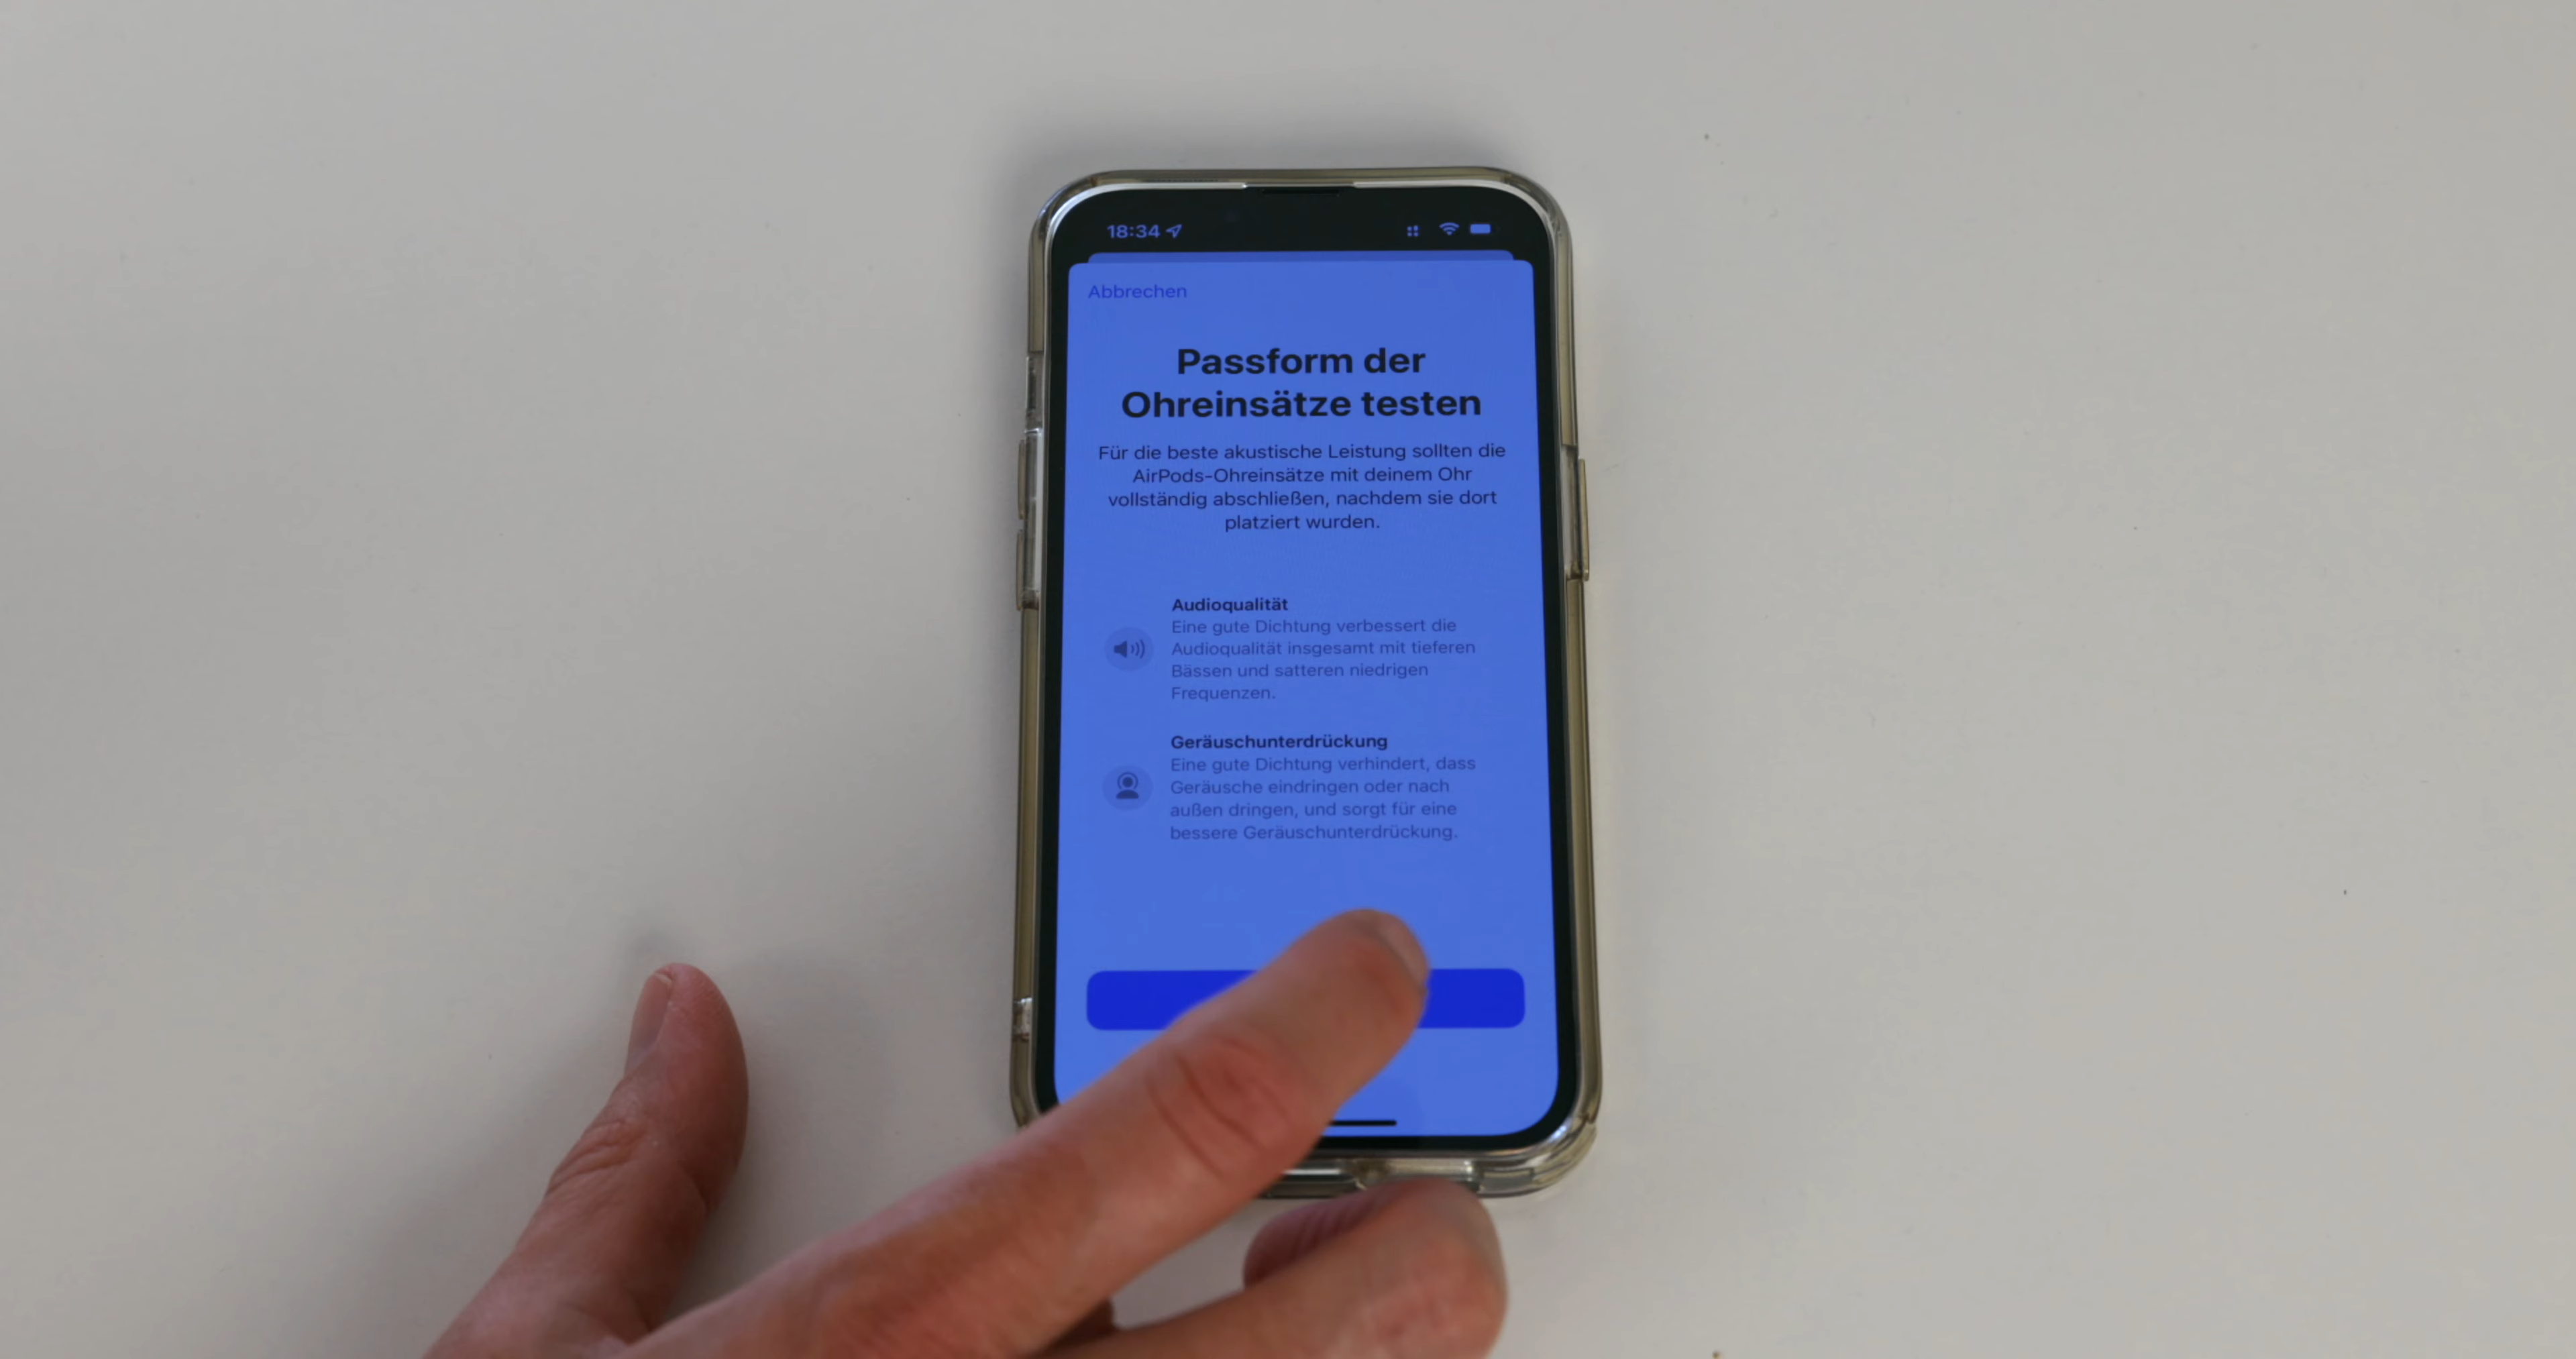 18:34
Abbrechen
Passform der
Ohreinsätze testen
Für die beste akustische Leistung sollten die
AirPods-Ohreinsätze mit deinem Ohr
vollständig abschließen, nachdem sie dort
platziert wurden.
Audioqualität
Eine gute Dichtung verbessert die
Audioqualität insgesamt mit tieferen
Bässen und satteren niedrigen
Frequenzen.
Geräuschunterdrückung
Eine gute Dichtung verhindert, dass
Geräusche eindringen oder nach
außen dringen, und sorgt für eine
bessere Geräuschunterdrückung.